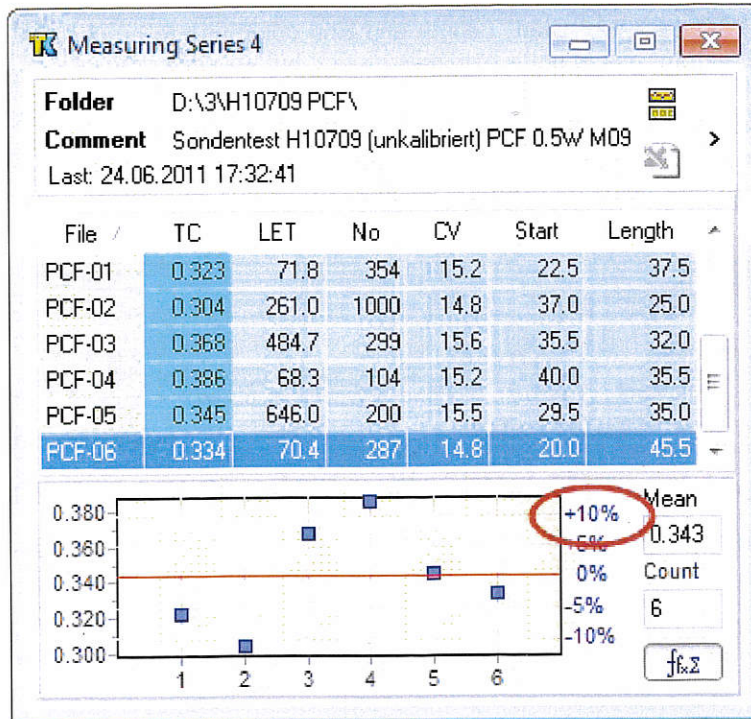 TK Measuring Series 4
Folder D:\3\H10709 PCF\
Comment Sondentest H10709 (unkalibriert) PCF 0.5W M09 >
Last: 24.06.2011 17:32:41
File / TC LET No CV Start Length
PCF-01 0.323 71.8 354 15.2 22.5 37.5
PCF-02 0.304 261.0 1000 14.8 37.0 25.0
PCF-03 0.368 484.7 299 15.6 35.5 32.0
PCF-04 0.386 68.3 104 15.2 40.0 35.5
PCF-05 0.345 646.0 200 15.5 29.5 35.0
PCF-06 0.334 70.4 287 14.8 20.0 45.5
0.380
0.360
0.340
0.320
0.300
1 2 3 4 5 6
+10%
+5%
0%
-5%
-10%
Mean
0.343
Count
6
ƒfxΣ